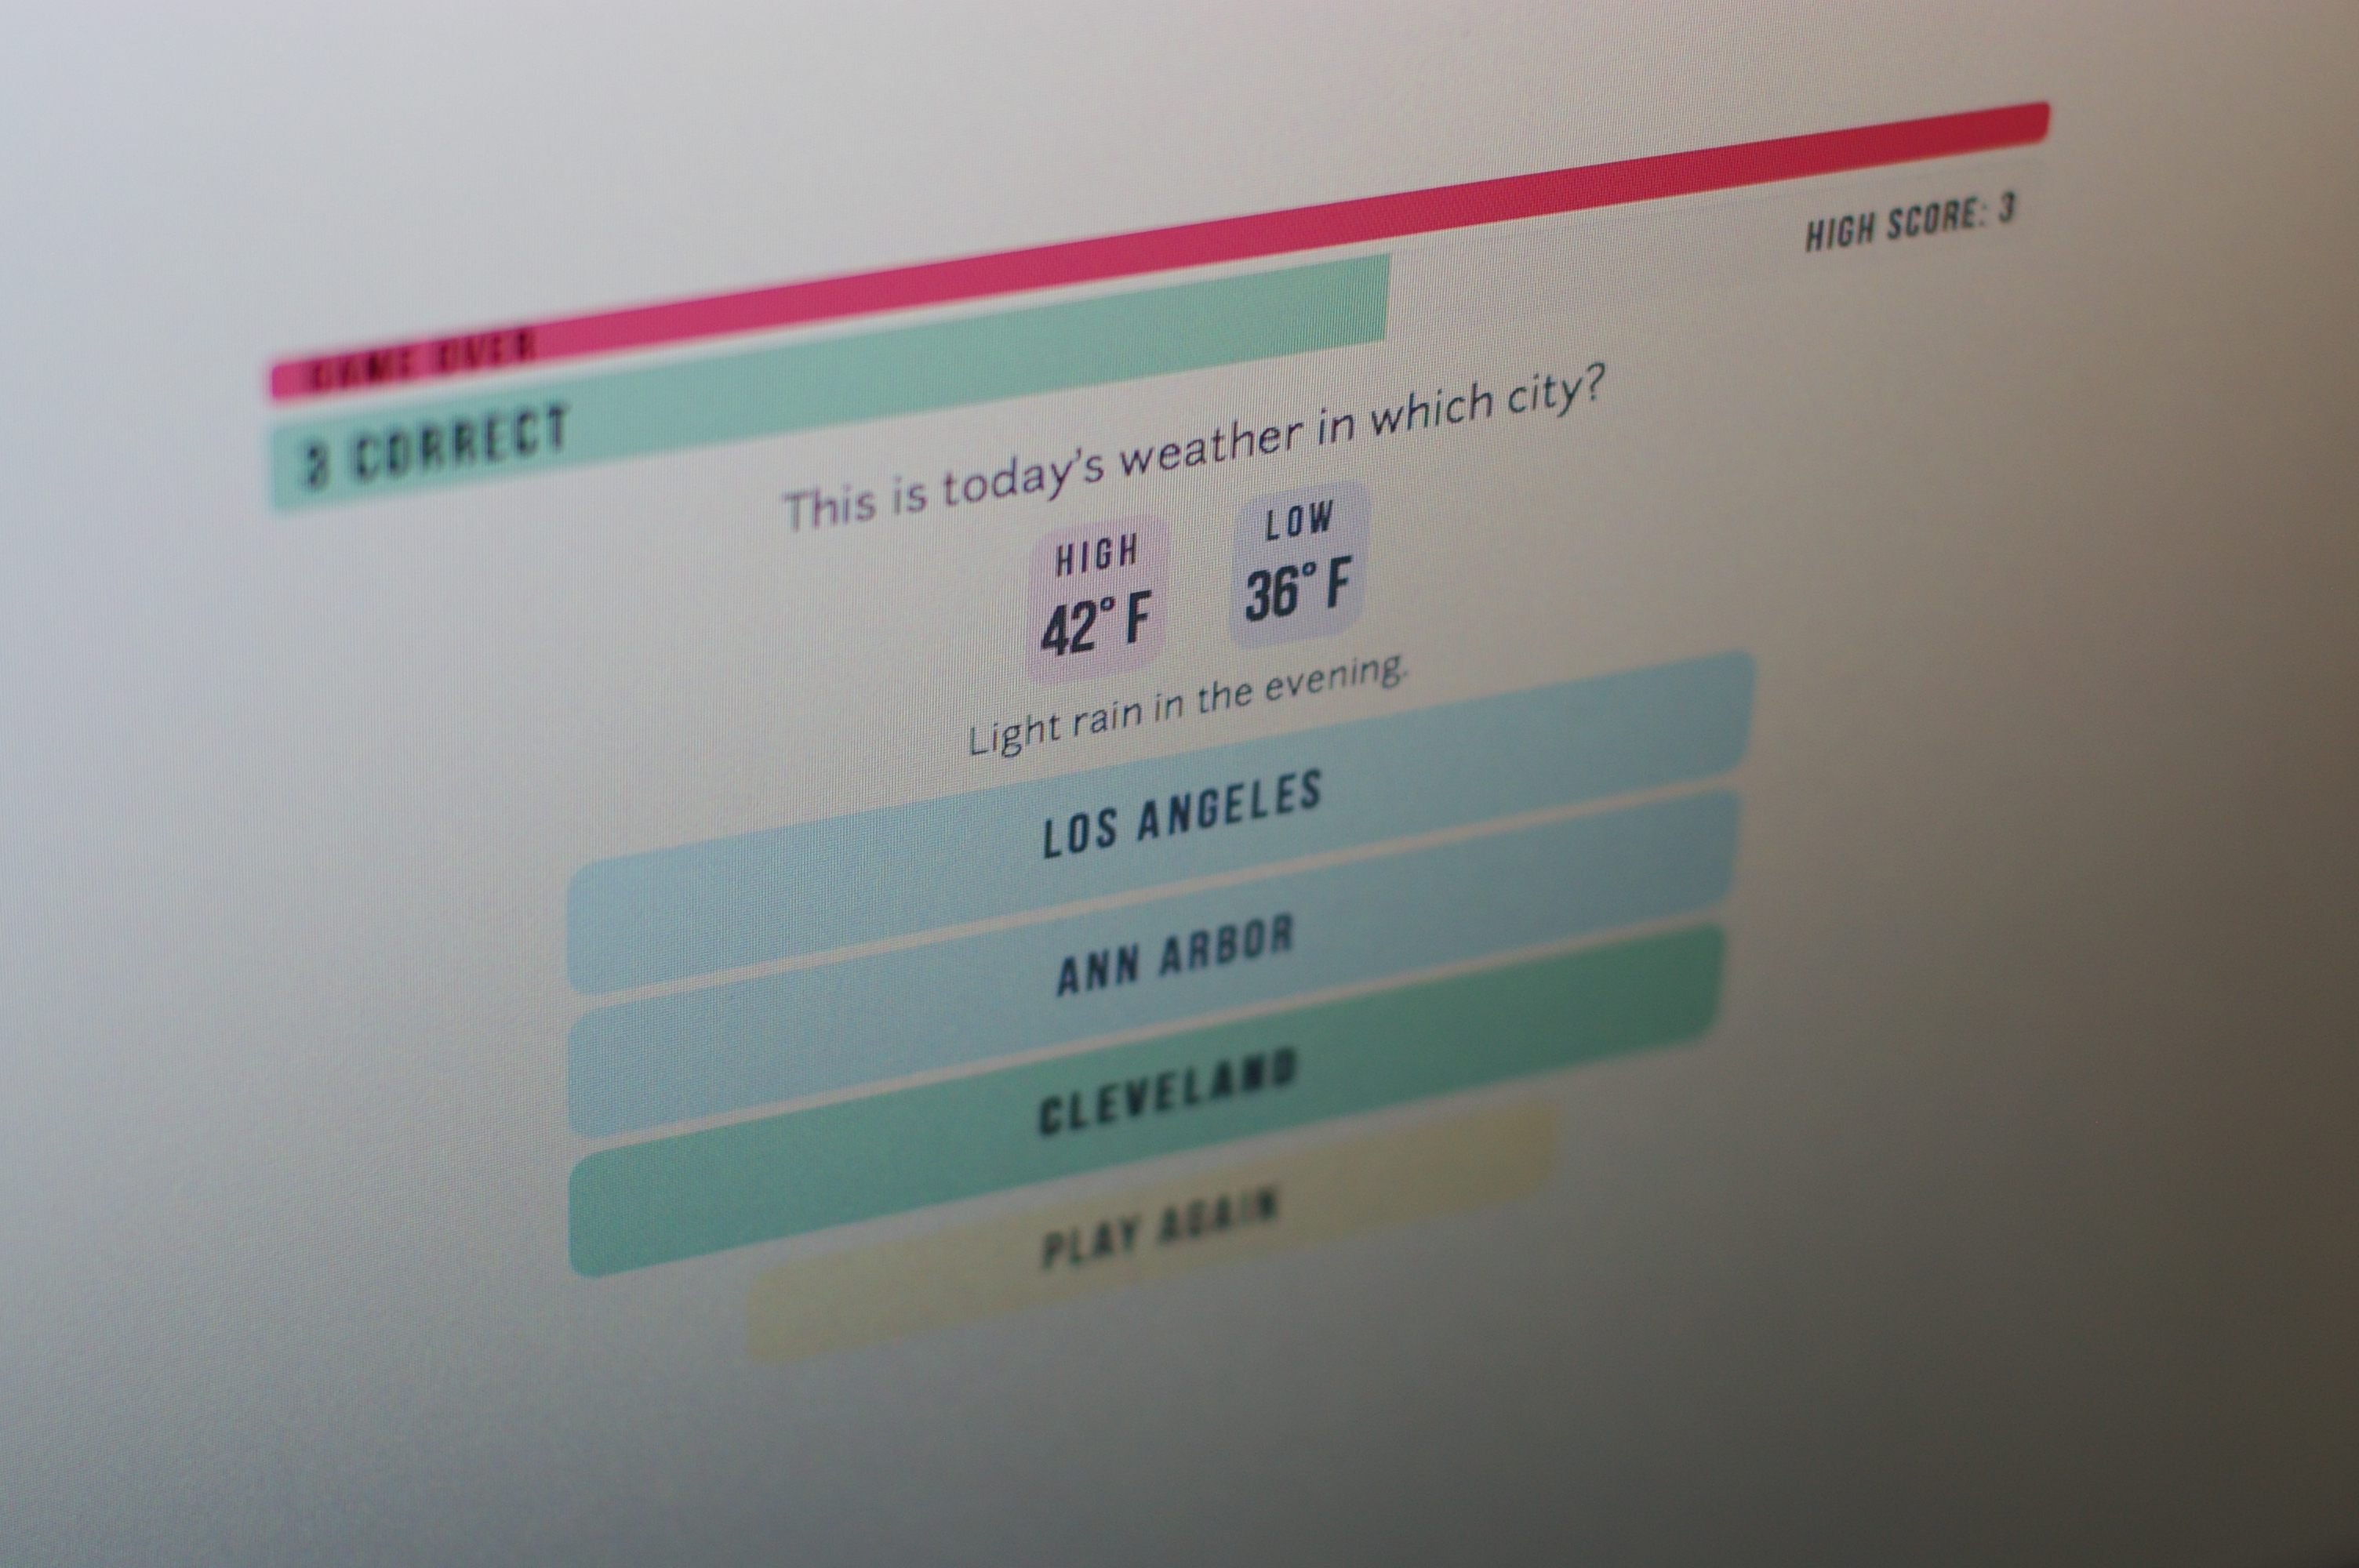 GAME OVER
3 CORRECT
HIGH SCORE: 3
This is today's weather in which city?
HIGH
42° F
LOW
36° F
Light rain in the evening.
LOS ANGELES
ANN ARBOR
CLEVELAND
PLAY AGAIN